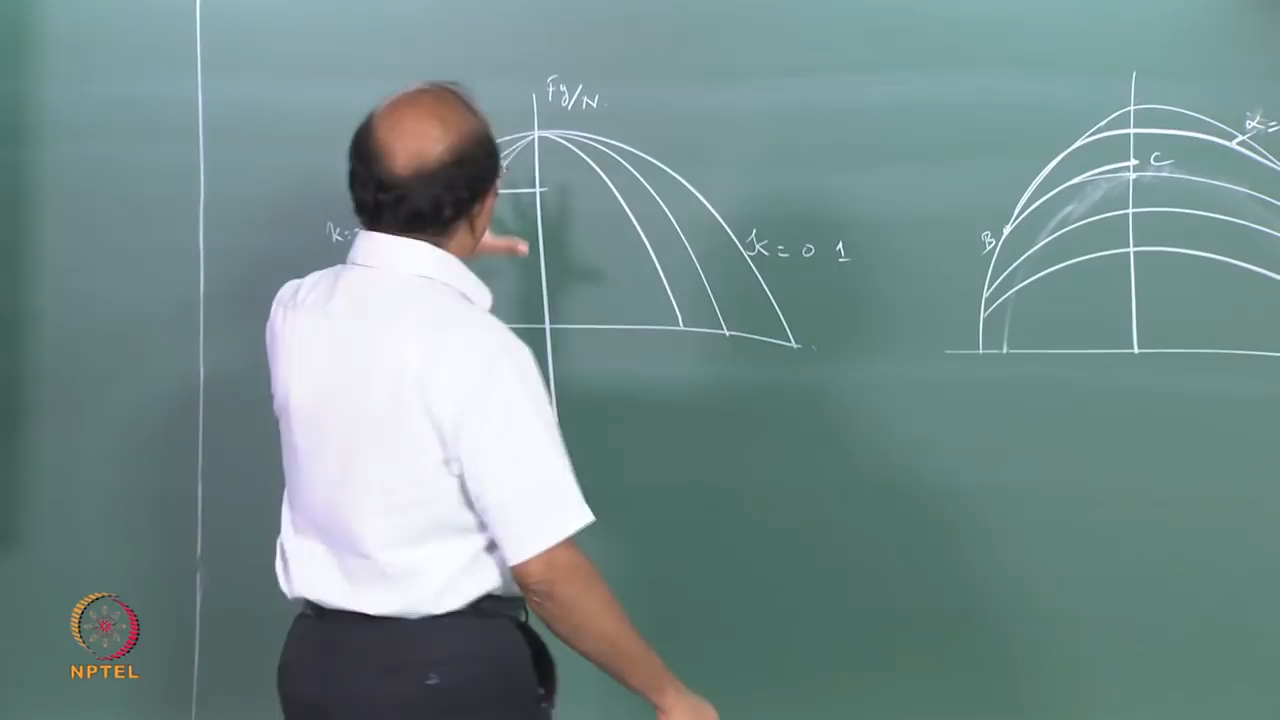 Fy/N.
α=
C
B
K=
K = 0 1
NPTEL